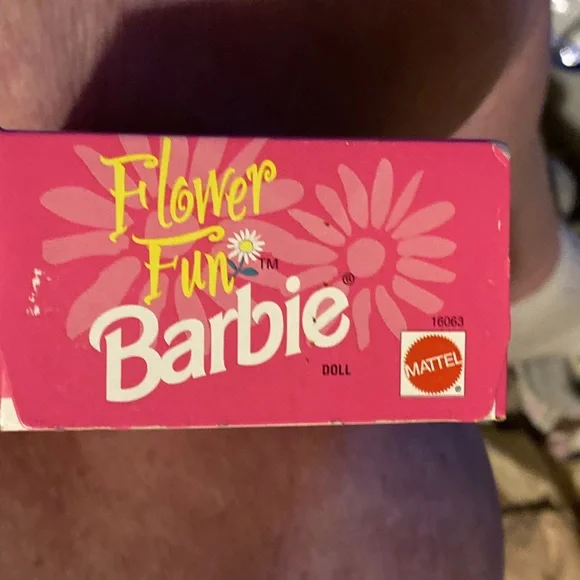 Flower
Fun™
Barbie®
DOLL
16063
MATTEL®